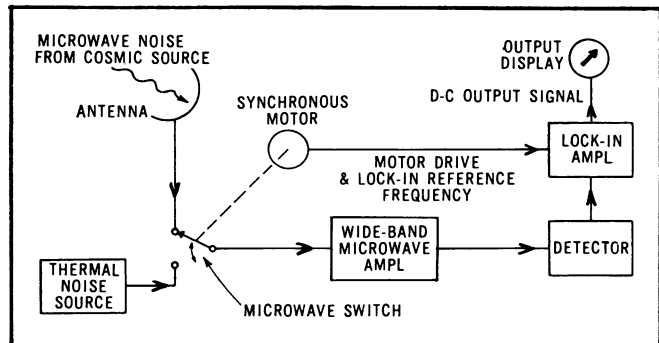 MICROWAVE NOISE
FROM COSMIC SOURCE
OUTPUT
DISPLAY
ANTENNA
SYNCHRONOUS
MOTOR
D-C OUTPUT SIGNAL
LOCK-IN
AMPL
MOTOR DRIVE
& LOCK-IN REFERENCE
FREQUENCY
WIDE-BAND
MICROWAVE
AMPL
DETECTOR
THERMAL
NOISE
SOURCE
MICROWAVE SWITCH